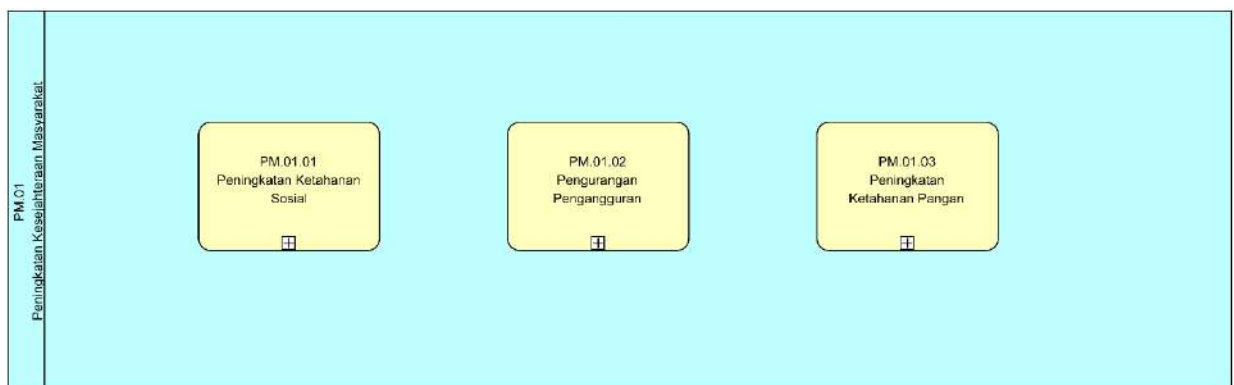 PM.01
Peningkatan Kesejahteraan Masyarakat
PM.01.01
Peningkatan Ketahanan
Sosial
PM.01.02
Pengurangan
Pengangguran
PM.01.03
Peningkatan
Ketahanan Pangan